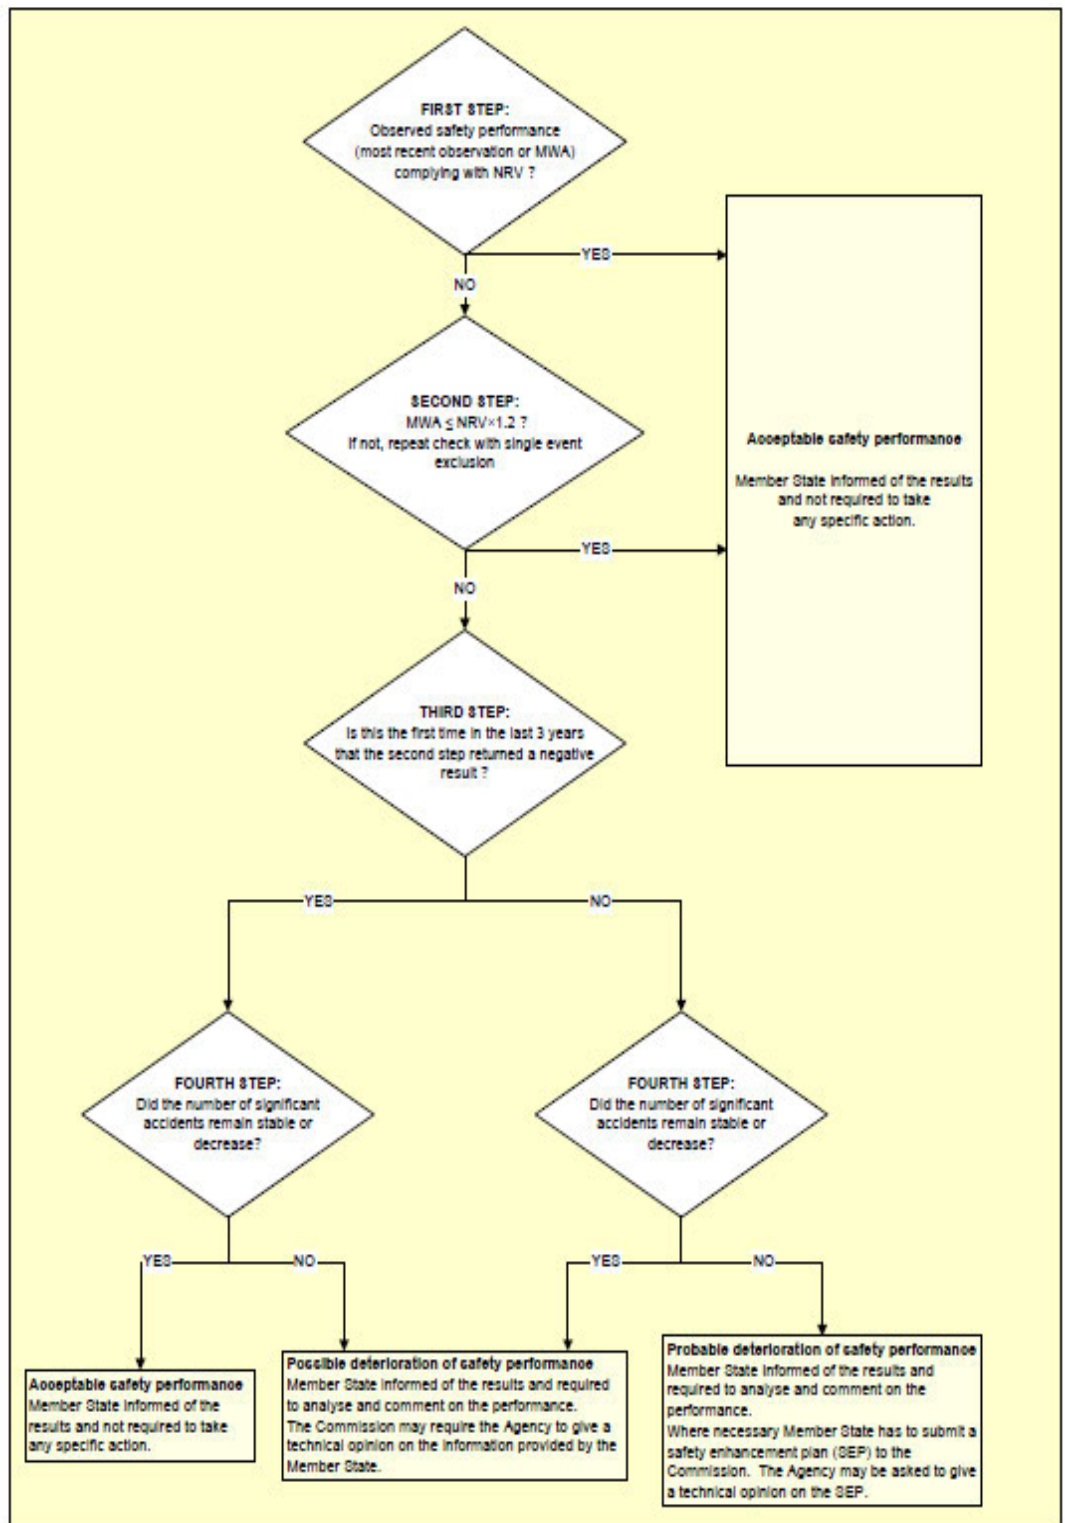 FIRST STEP:
Observed safety performance
(most recent observation or MWA)
complying with NRV ?
YES
NO
SECOND STEP:
MWA ≤ NRV×1.2 ?
If not, repeat check with single event
exclusion
Acceptable safety performance
Member State informed of the results
and not required to take
any specific action.
YES
NO
THIRD STEP:
Is this the first time in the last 3 years
that the second step returned a negative
result ?
YES
NO
FOURTH STEP:
Did the number of significant
accidents remain stable or
decrease?
FOURTH STEP:
Did the number of significant
accidents remain stable or
decrease?
YES
NO
YES
NO
Acceptable safety performance
Member State informed of the
results and not required to take
any specific action.
Possible deterioration of safety performance
Member State informed of the results and required
to analyse and comment on the performance.
The Commission may require the Agency to give a
technical opinion on the information provided by the
Member State.
Probable deterioration of safety performance
Member State informed of the results and
required to analyse and comment on the
performance.
Where necessary Member State has to submit a
safety enhancement plan (SEP) to the
Commission. The Agency may be asked to give
a technical opinion on the SEP.